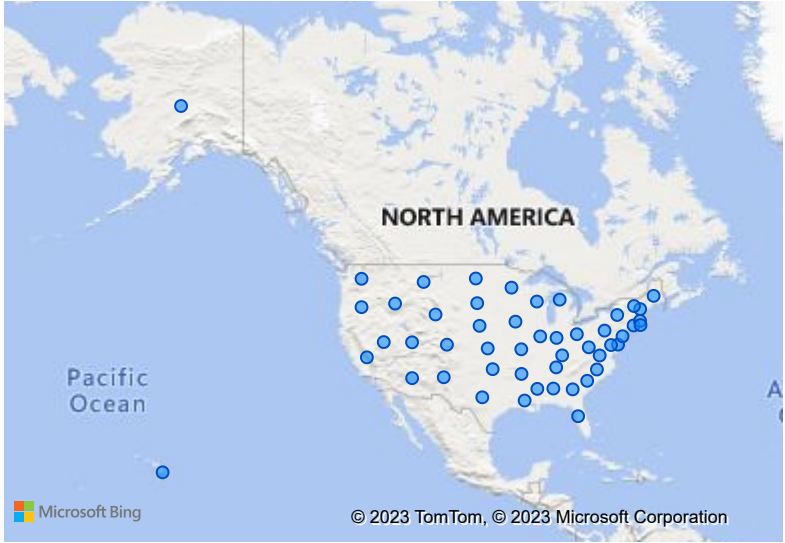 NORTH AMERICA
Pacific
Ocean
A
Microsoft Bing
© 2023 TomTom, © 2023 Microsoft Corporation